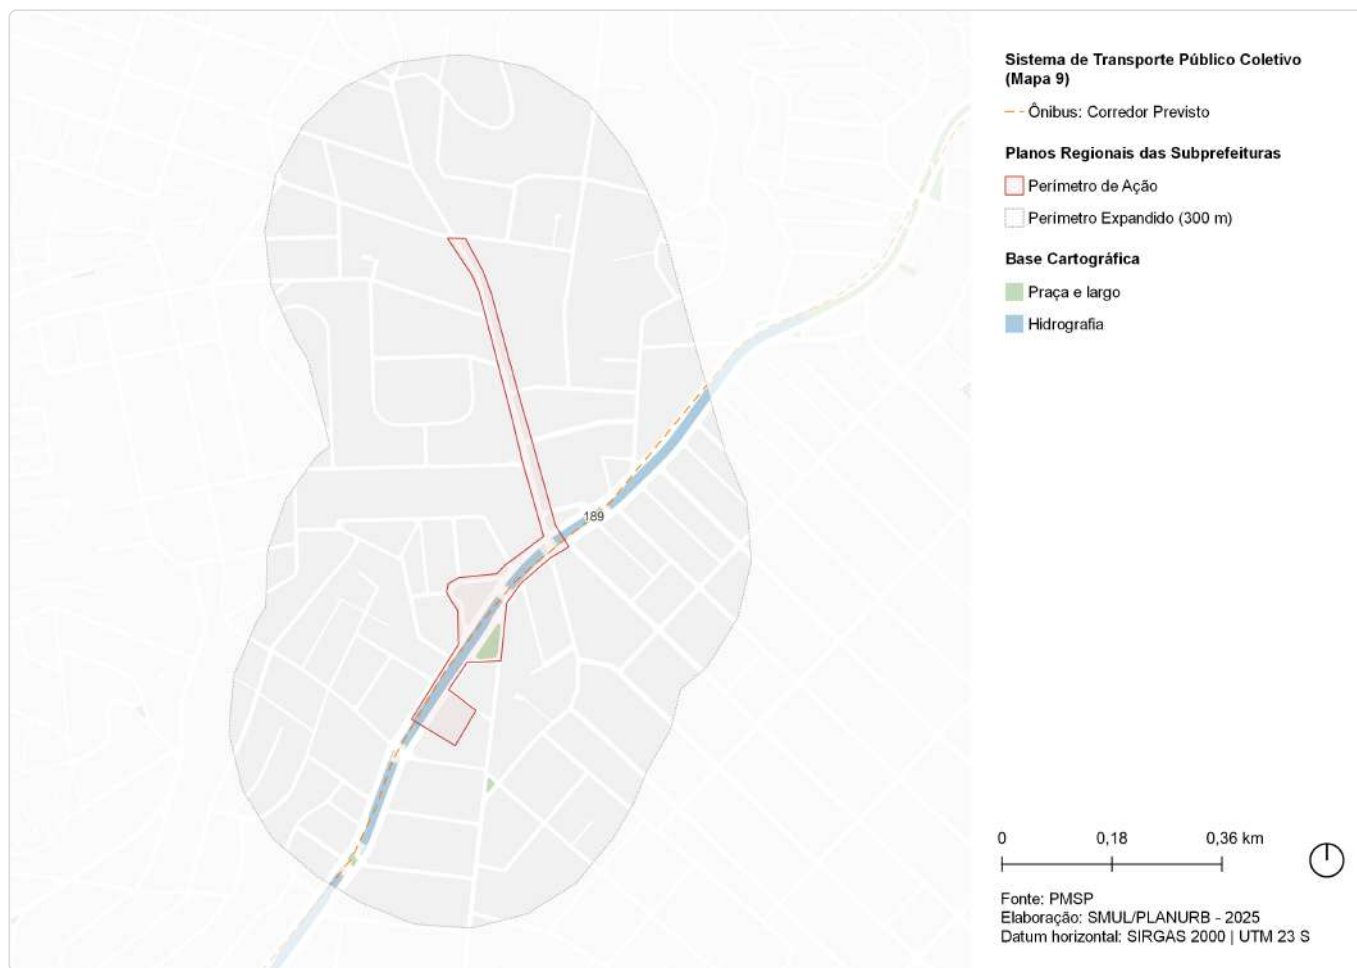 Sistema de Transporte Público Coletivo
(Mapa 9)
Ônibus: Corredor Previsto
Planos Regionais das Subprefeituras
Perímetro de Ação
Perímetro Expandido (300 m)
Base Cartográfica
Praça e largo
Hidrografia
189
0 0,18 0,36 km
Fonte: PMSP
Elaboração: SMUL/PLANURB - 2025
Datum horizontal: SIRGAS 2000 | UTM 23 S